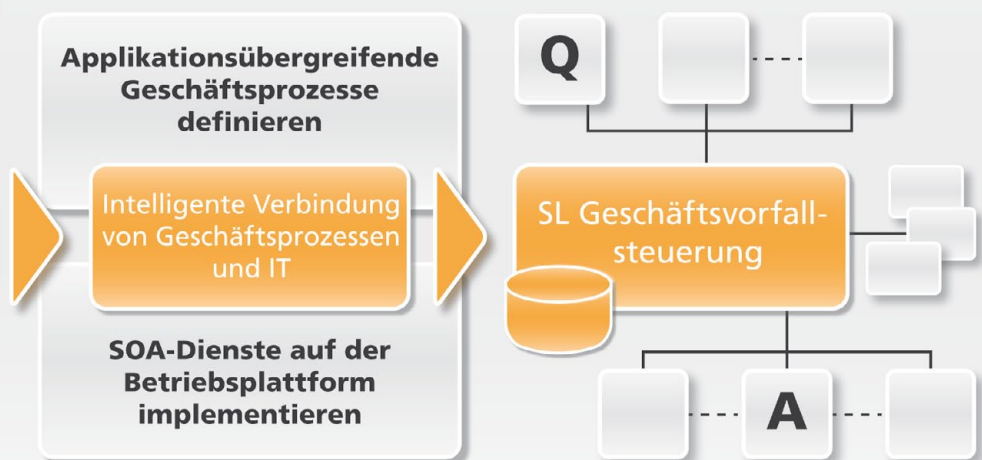 Applikationsübergreifende
Geschäftsprozesse
definieren
Intelligente Verbindung
von Geschäftsprozessen
und IT
SOA-Dienste auf der
Betriebsplattform
implementieren
Q
SL Geschäftsvorfall-
steuerung
A